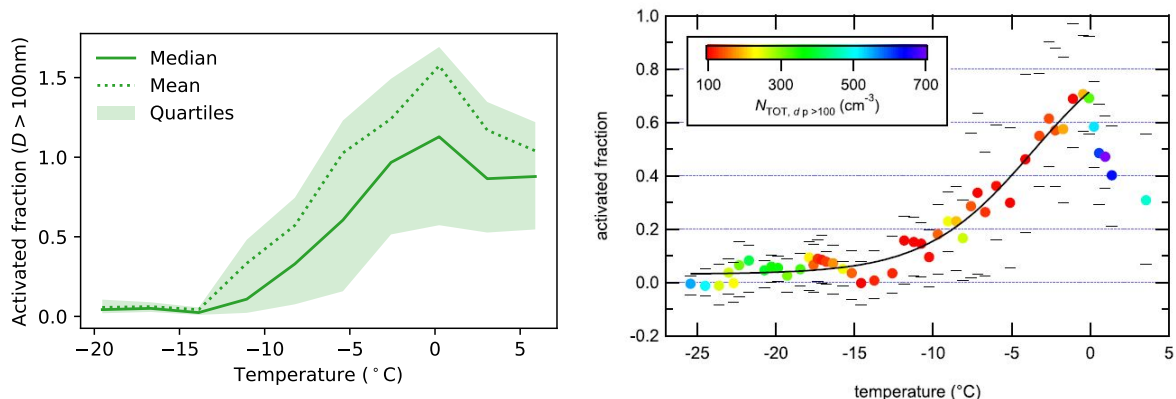 Activated fraction (D > 100nm)
1.5
1.0
0.5
0.0
Median
Mean
Quartiles
−20 −15 −10 −5 0 5
Temperature (°C)
activated fraction
1.0
0.8
0.6
0.4
0.2
0.0
-0.2
100 300 500 700
N TOT, d p >100 (cm-3)
-25 -20 -15 -10 -5 0 5
temperature (°C)